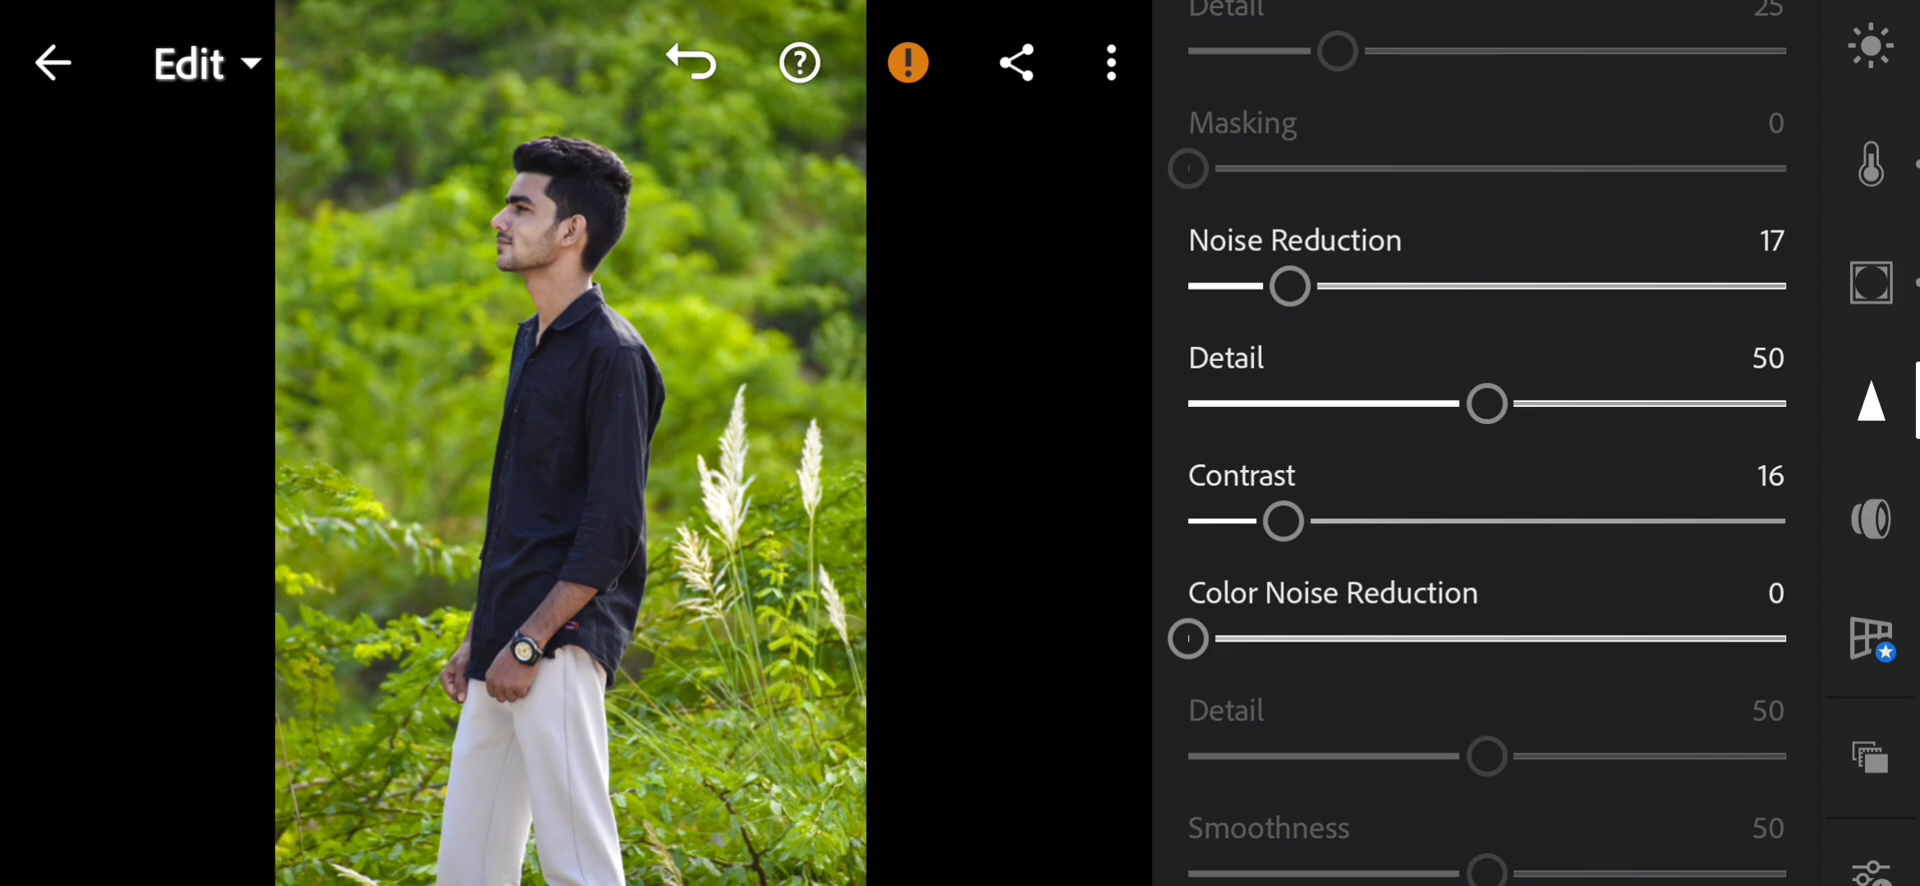 Edit
Detail 25
Masking 0
Noise Reduction 17
Detail 50
Contrast 16
Color Noise Reduction 0
Detail 50
Smoothness 50